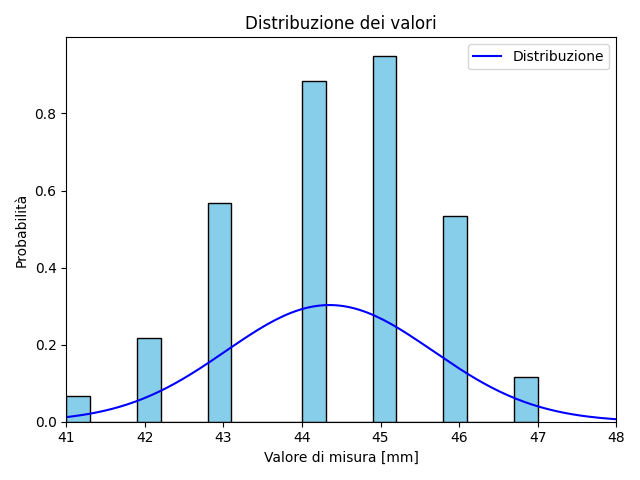 Distribuzione dei valori
Distribuzione
Probabilità
0.8
0.6
0.4
0.2
0.0
41 42 43 44 45 46 47 48
Valore di misura [mm]